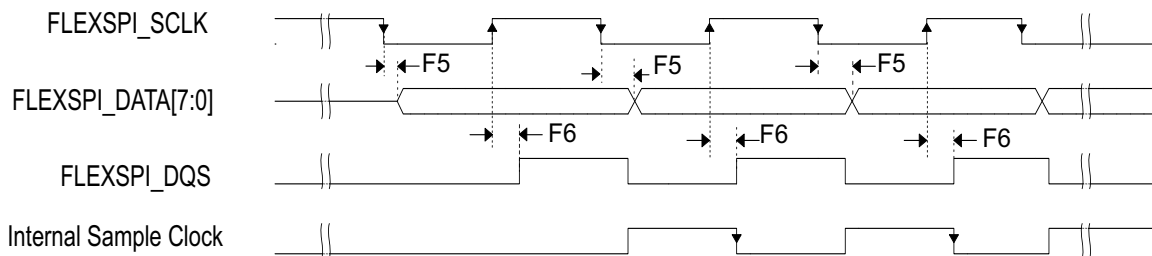 FLEXSPI_SCLK
F5
F5
F5
FLEXSPI_DATA[7:0]
F6
F6
F6
FLEXSPI_DQS
Internal Sample Clock